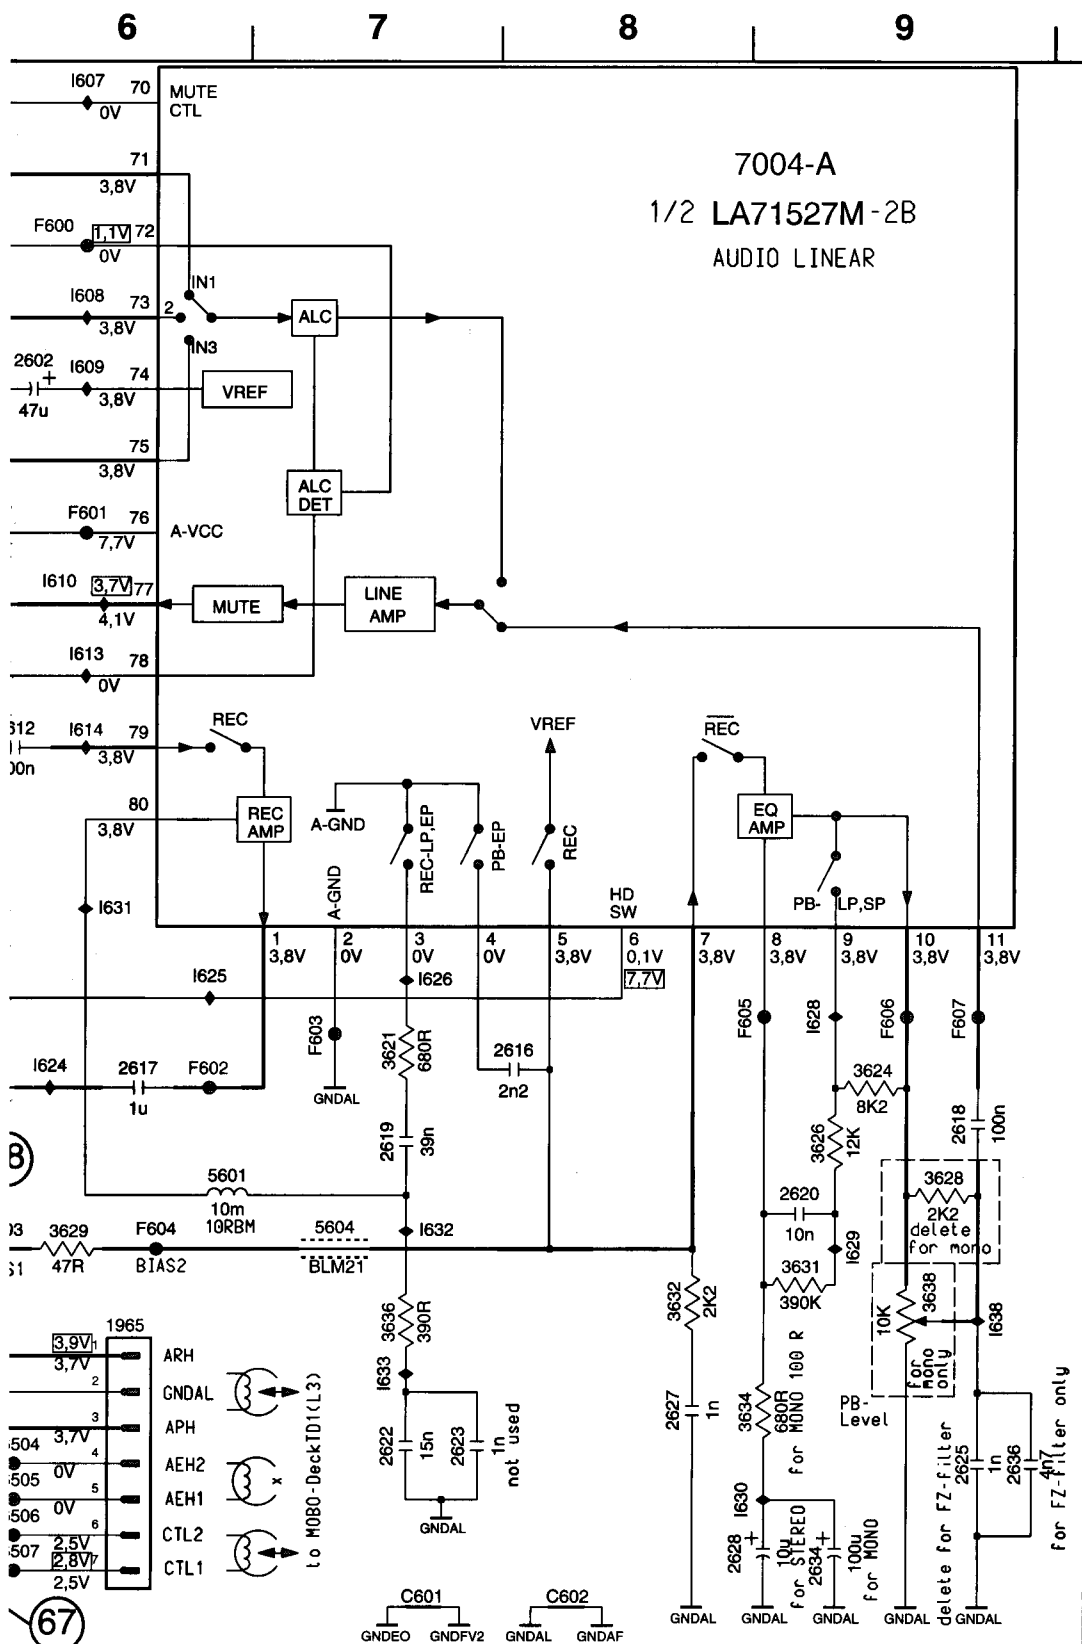 6 7 8 9
I607 70 MUTE
0V CTL
71
3,8V
7004-A
1/2 LA71527M-2B
AUDIO LINEAR
F600 1,1V 72
0V
IN1
I608 73 2
3,8V
ALC
IN3
2602 + I609 74
47u 3,8V
VREF
75
3,8V
ALC
DET
F601 76 A-VCC
7,7V
I610 3,7V 77
4,1V
MUTE
LINE
AMP
I613 78
0V
612 I614 79 REC
00n 3,8V
VREF
REC
80
3,8V
REC
AMP
A-GND
REC-LP,EP
PB-EP
REC
EQ
AMP
A-GND
HD
SW
PB- LP,SP
I631
1 2 3 4 5 6 7 8 9 10 11
3,8V 0V 0V 0V 3,8V 0,1V 3,8V 3,8V 3,8V 3,8V 3,8V
7,7V
I625
I626
F603
3621
680R
F605
I628
F606
F607
I624 2617 F602
1u
GNDAL
2616
2n2
3624
8K2
2619
39n
3626
12K
2618
100n
8
5601
10m
10RBM
2620
10n
3628
2K2
delete
for mono
03 3629 F604
S1 47R BIAS2
5604
BLM21
I632
I629
3631
390K
3636
390R
3632
2K2
10K
3638
I638
for
mono
only
1965
3,9V 1 ARH
3,7V
2 GNDAL
3 APH
3,7V
504 4 AEH2
0V
505 5 AEH1
0V
506 6 CTL2
2,5V
507 2,8V 7 CTL1
2,5V
x
to MOBO-DeckTD1(L3)
I633
2622
15n
2623
1n
not used
GNDAL
2627
1n
3634
680R
for MONO 100 R
PB-
Level
I630
2628
+
10u
for STEREO
2634
+
100u
for MONO
delete for FZ-Filter
2625
1n
2636
4n7
for FZ-Filter only
67
C601
GNDEO GNDFV2
C602
GNDAL GNDAF
GNDAL GNDAL GNDAL GNDAL GNDAL